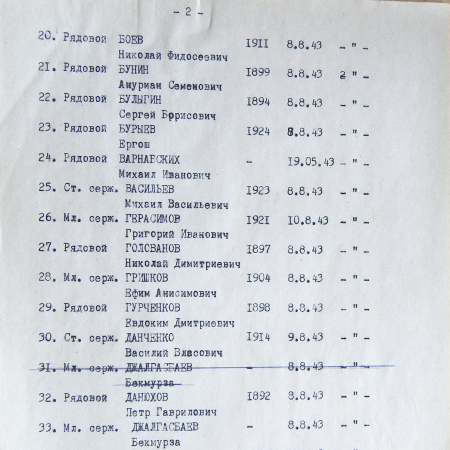 - 2 -
20. Рядовой БОЕВ 1911 8.8.43 - " -
Николай Фидосеевич
21. Рядовой БУНИН 1899 8.8.43 2 " -
Ануриан Семенович
22. Рядовой БУЛЫГИН 1894 8.8.43 - " -
Сергей Борисович
23. Рядовой БУРЫЕВ 1924 8.8.43 - " -
Ергош
24. Рядовой ВАРНАВСКИХ - 19.05.43 - " -
Михаил Иванович
25. Ст. серж. ВАСИЛЬЕВ 1923 8.8.43 - " -
Михаил Васильевич
26. Мл. серж. ГЕРАСИМОВ 1921 10.8.43 - " -
Григорий Иванович
27. Рядовой ГОЛОВАНОВ 1897 8.8.43 - " -
Николай Димитриевич
28. Мл. серж. ГРИШКОВ 1904 8.8.43 - " -
Ефим Анисимович
29. Рядовой ГУРЧЕНКОВ 1898 8.8.43 - " -
Евдоким Дмитриевич
30. Ст. серж. ДАНЧЕНКО 1914 9.8.43 - " -
Василий Власович
31. Мл. серж. ДЖАЛГАСБАЕВ - 8.8.43 - " -
Бекмурза
32. Рядовой ДАНЮХОВ 1892 8.8.43 - " -
Петр Гаврилович
33. Мл. серж. ДЖАЛГАСБАЕВ - 8.8.43 - " -
Бекмурза